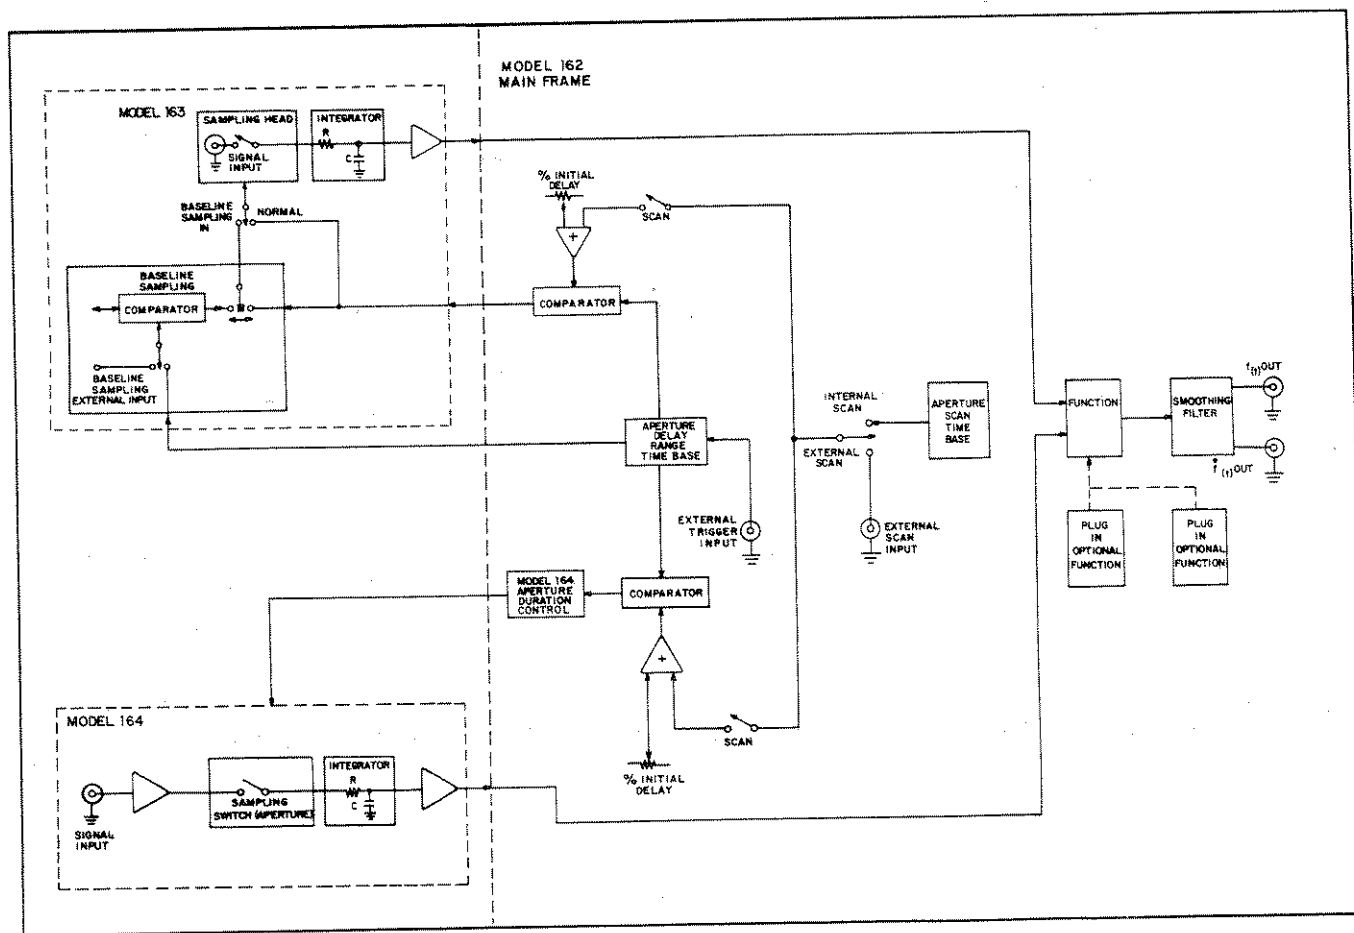 MODEL 162
MAIN FRAME
MODEL 163
SAMPLING HEAD
SIGNAL
INPUT
INTEGRATOR
R
C
BASELINE
SAMPLING
IN
NORMAL
BASELINE
SAMPLING
COMPARATOR
BASELINE
SAMPLING
EXTERNAL INPUT
% INITIAL
DELAY
SCAN
+
COMPARATOR
APERTURE
DELAY
RANGE
TIME BASE
EXTERNAL
TRIGGER
INPUT
INTERNAL
SCAN
EXTERNAL
SCAN
APERTURE
SCAN
TIME
BASE
EXTERNAL
SCAN
INPUT
FUNCTION
SMOOTHING
FILTER
f(t) OUT
f(t) OUT
PLUG
IN
OPTIONAL
FUNCTION
PLUG
IN
OPTIONAL
FUNCTION
MODEL 164
APERTURE
DURATION
CONTROL
COMPARATOR
+
SCAN
% INITIAL
DELAY
MODEL 164
SIGNAL
INPUT
SAMPLING
SWITCH (APERTURE)
INTEGRATOR
R
C